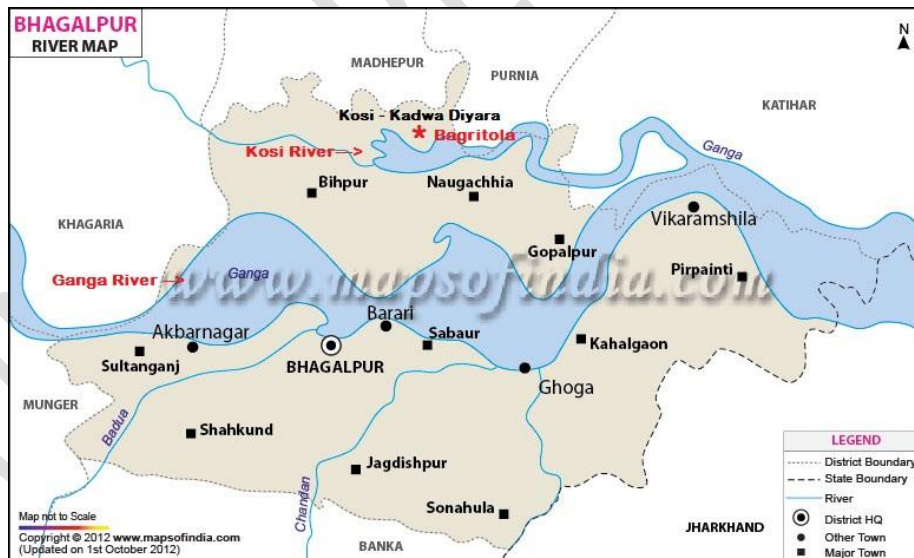 BHAGALPUR
RIVER MAP
N
MADHEPUR
PURNIA
KATIHAR
Kosi - Kadwa Diyara
* Bagritola
Kosi River-->
Ganga
Bihpur
Naugachhia
Vikaramshila
KHAGARIA
Gopalpur
Ganga River-->
Ganga
Pirpainti
www.mapsofindia.com
Barari
Akbarnagar
Sabaur
Kahalgaon
Sultanganj
BHAGALPUR
Ghoga
MUNGER
Badua
Shahkund
Jagdishpur
Chandan
Sonahula
LEGEND
District Boundary
State Boundary
River
District HQ
Other Town
Major Town
Map not to Scale
Copyright © 2012 www.mapsofindia.com
(Updated on 1st October 2012)
BANKA
JHARKHAND